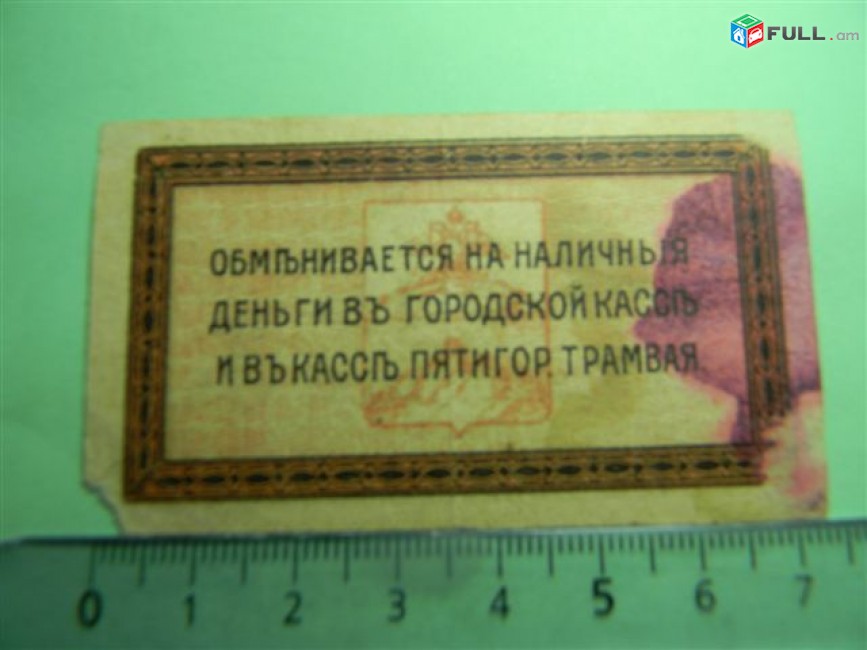 FULL.am
ОБМѢНИВАЕТСЯ НА НАЛИЧНЫЯ
ДЕНЬГИ ВЪ ГОРОДСКОЙ КАССѢ
И ВЪ КАССѢ ПЯТИГОР. ТРАМВАЯ
0 1 2 3 4 5 6 7